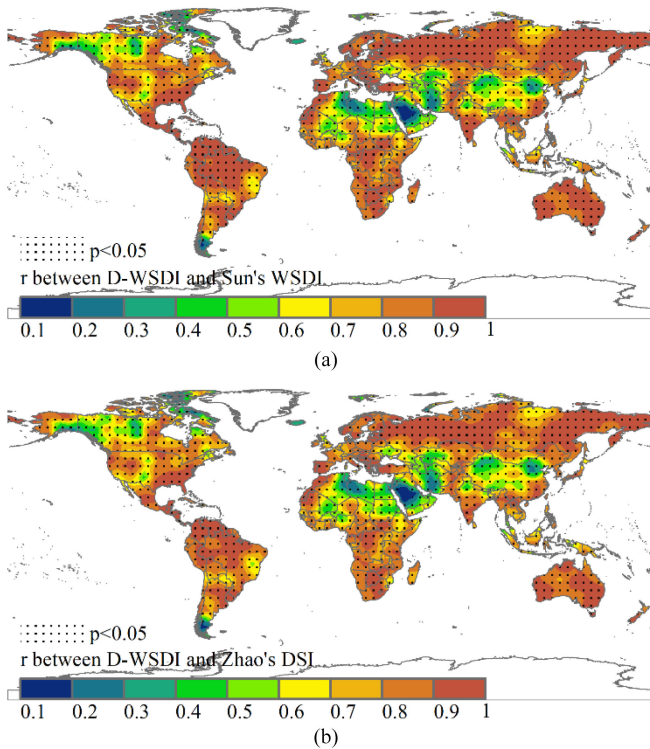 p<0.05
r between D-WSDI and Sun's WSDI
0.1 0.2 0.3 0.4 0.5 0.6 0.7 0.8 0.9 1
(a)
p<0.05
r between D-WSDI and Zhao's DSI
0.1 0.2 0.3 0.4 0.5 0.6 0.7 0.8 0.9 1
(b)